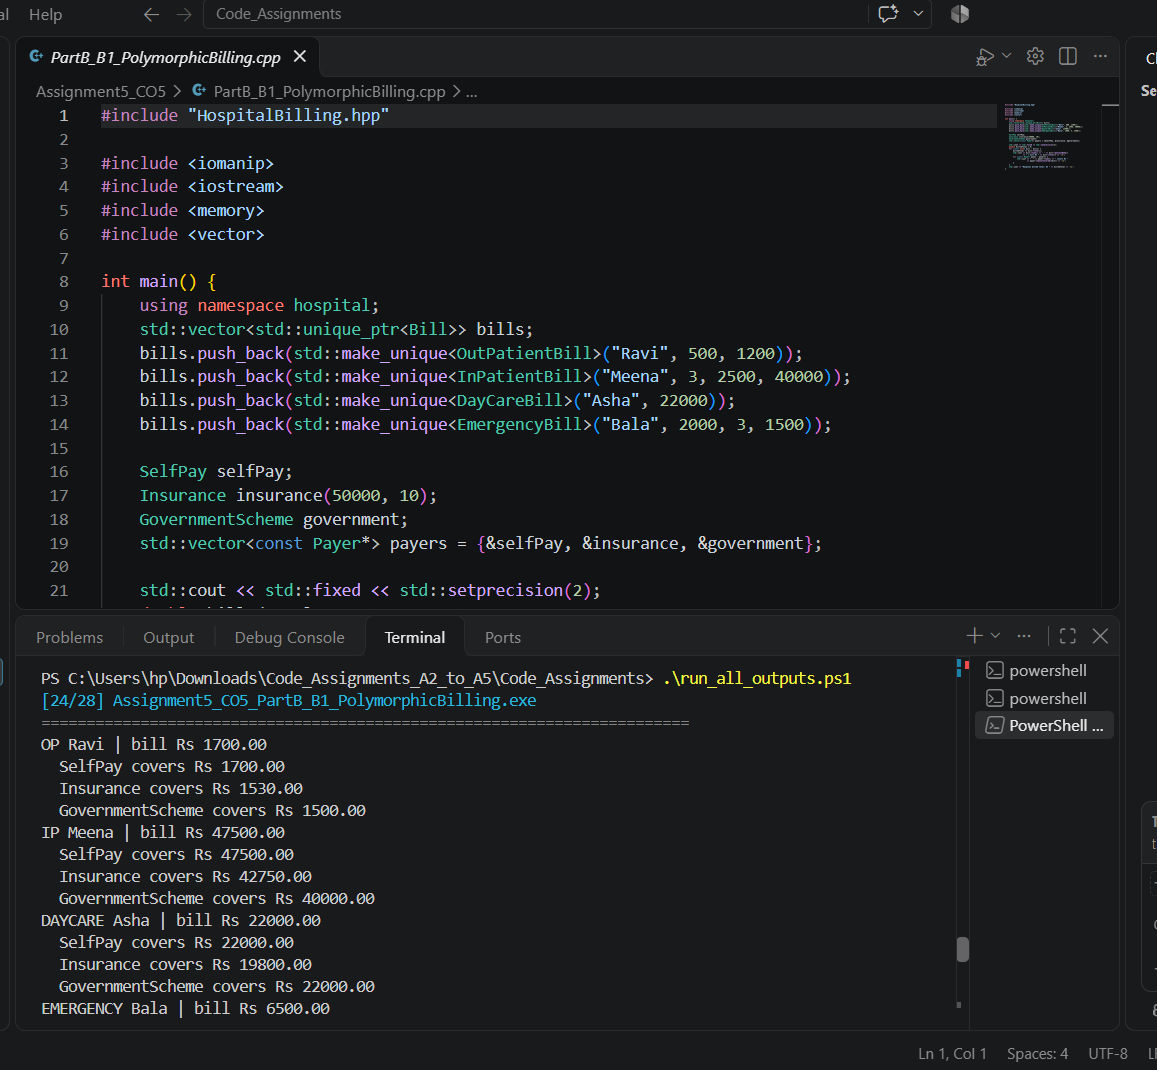 Help
Code_Assignments
PartB_B1_PolymorphicBilling.cpp
Assignment5_CO5 > PartB_B1_PolymorphicBilling.cpp > ...
1 #include "HospitalBilling.hpp"
2
3 #include <iomanip>
4 #include <iostream>
5 #include <memory>
6 #include <vector>
7
8 int main() {
9 using namespace hospital;
10 std::vector<std::unique_ptr<Bill>> bills;
11 bills.push_back(std::make_unique<OutPatientBill>("Ravi", 500, 1200));
12 bills.push_back(std::make_unique<InPatientBill>("Meena", 3, 2500, 40000));
13 bills.push_back(std::make_unique<DayCareBill>("Asha", 22000));
14 bills.push_back(std::make_unique<EmergencyBill>("Bala", 2000, 3, 1500));
15
16 SelfPay selfPay;
17 Insurance insurance(50000, 10);
18 GovernmentScheme government;
19 std::vector<const Payer*> payers = {&selfPay, &insurance, &government};
20
21 std::cout << std::fixed << std::setprecision(2);
Problems Output Debug Console Terminal Ports
PS C:\Users\hp\Downloads\Code_Assignments_A2_to_A5\Code_Assignments> .\run_all_outputs.ps1
[24/28] Assignment5_CO5_PartB_B1_PolymorphicBilling.exe
========================================================================
OP Ravi | bill Rs 1700.00
SelfPay covers Rs 1700.00
Insurance covers Rs 1530.00
GovernmentScheme covers Rs 1500.00
IP Meena | bill Rs 47500.00
SelfPay covers Rs 47500.00
Insurance covers Rs 42750.00
GovernmentScheme covers Rs 40000.00
DAYCARE Asha | bill Rs 22000.00
SelfPay covers Rs 22000.00
Insurance covers Rs 19800.00
GovernmentScheme covers Rs 22000.00
EMERGENCY Bala | bill Rs 6500.00
powershell
powershell
PowerShell ...
Ln 1, Col 1 Spaces: 4 UTF-8